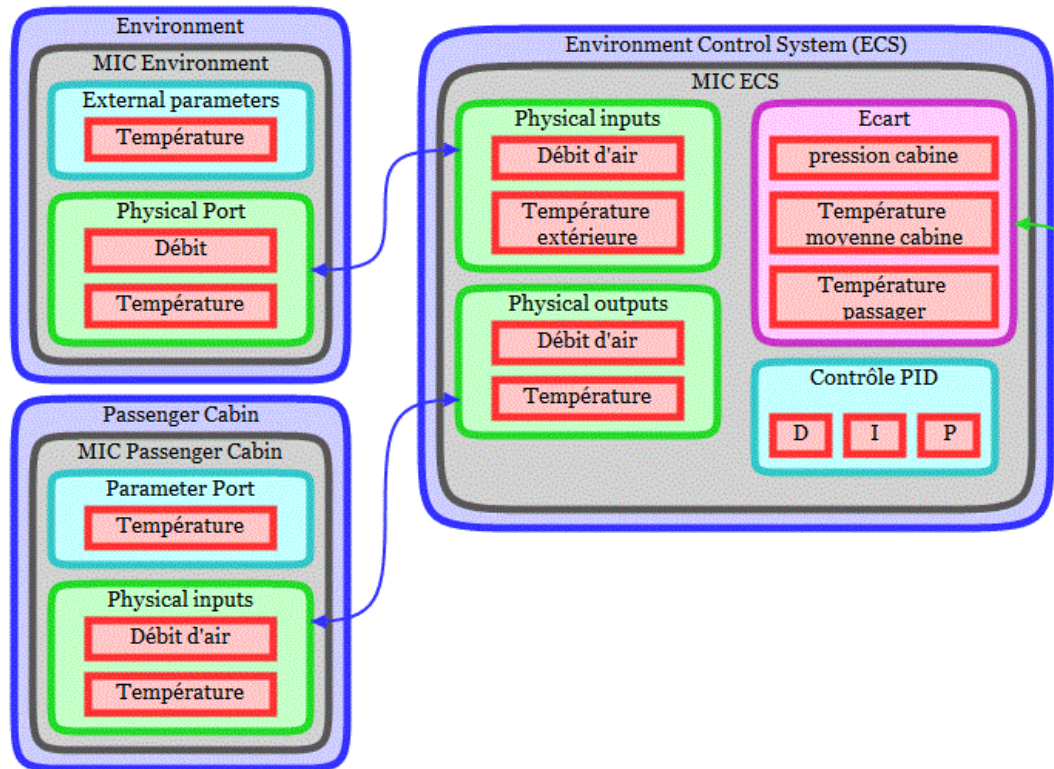 Environment
MIC Environment
External parameters
Température
Physical Port
Débit
Température
Passenger Cabin
MIC Passenger Cabin
Parameter Port
Température
Physical inputs
Débit d'air
Température
Environment Control System (ECS)
MIC ECS
Physical inputs
Débit d'air
Température
extérieure
Physical outputs
Débit d'air
Température
Ecart
pression cabine
Température
moyenne cabine
Température
passager
Contrôle PID
D
I
P